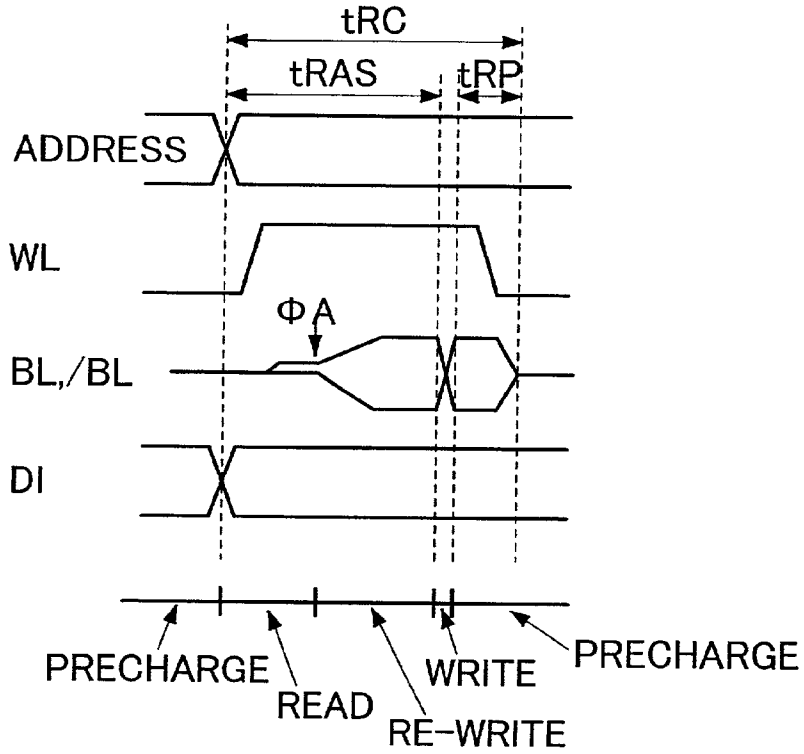 tRC
tRAS
tRP
ADDRESS
WL
ΦA
BL,/BL
DI
PRECHARGE
READ
RE-WRITE
WRITE
PRECHARGE